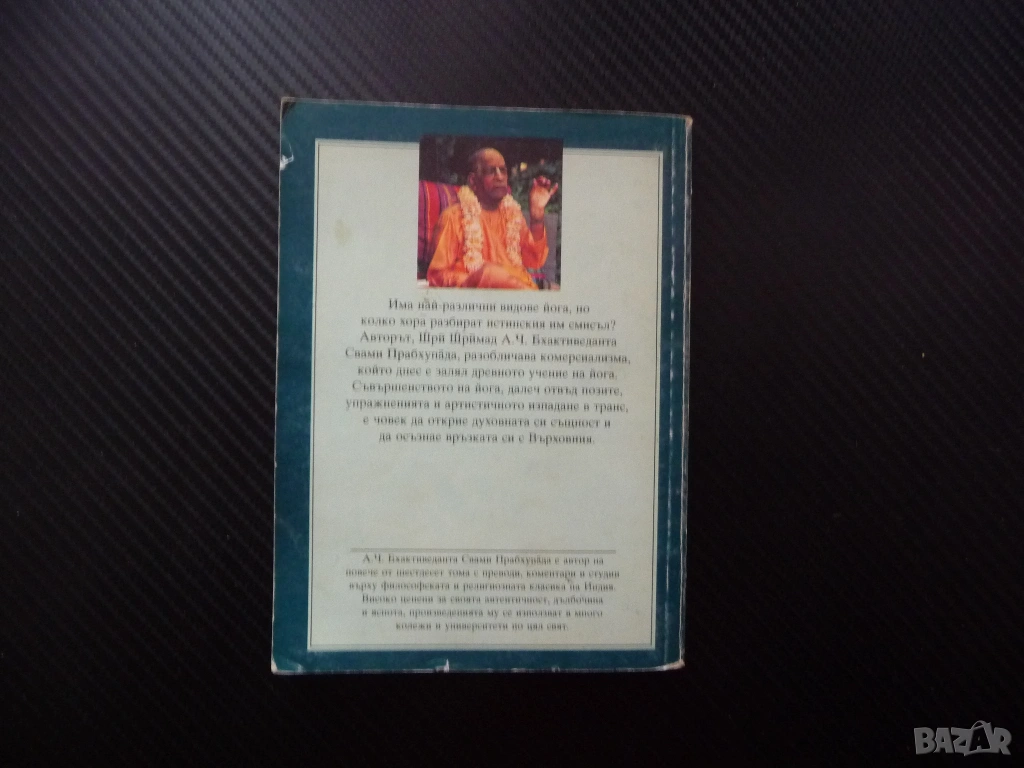 Има най-различни видове йога, но
колко хора разбират истинския им смисъл?
Авторът, Шрӣ Шрӣмад А.Ч. Бхактиведанта
Свами Прабхупāда, разобличава комерсиализма,
който днес е залял древното учение на йога.
Съвършенството на йога, далеч отвъд позите,
упражненията и артистичното изпадане в транс,
е човек да открие духовната си същност и
да осъзнае връзката си с Върховния.
А.Ч. Бхактиведанта Свами Прабхупāда е автор на
повече от шестдесет тома с преводи, коментари и студии
върху философската и религиозната класика на Индия.
Високо ценени за своята автентичност, дълбочина
и яснота, произведенията му се използват в много
колежи и университети по цял свят.
BAZAR